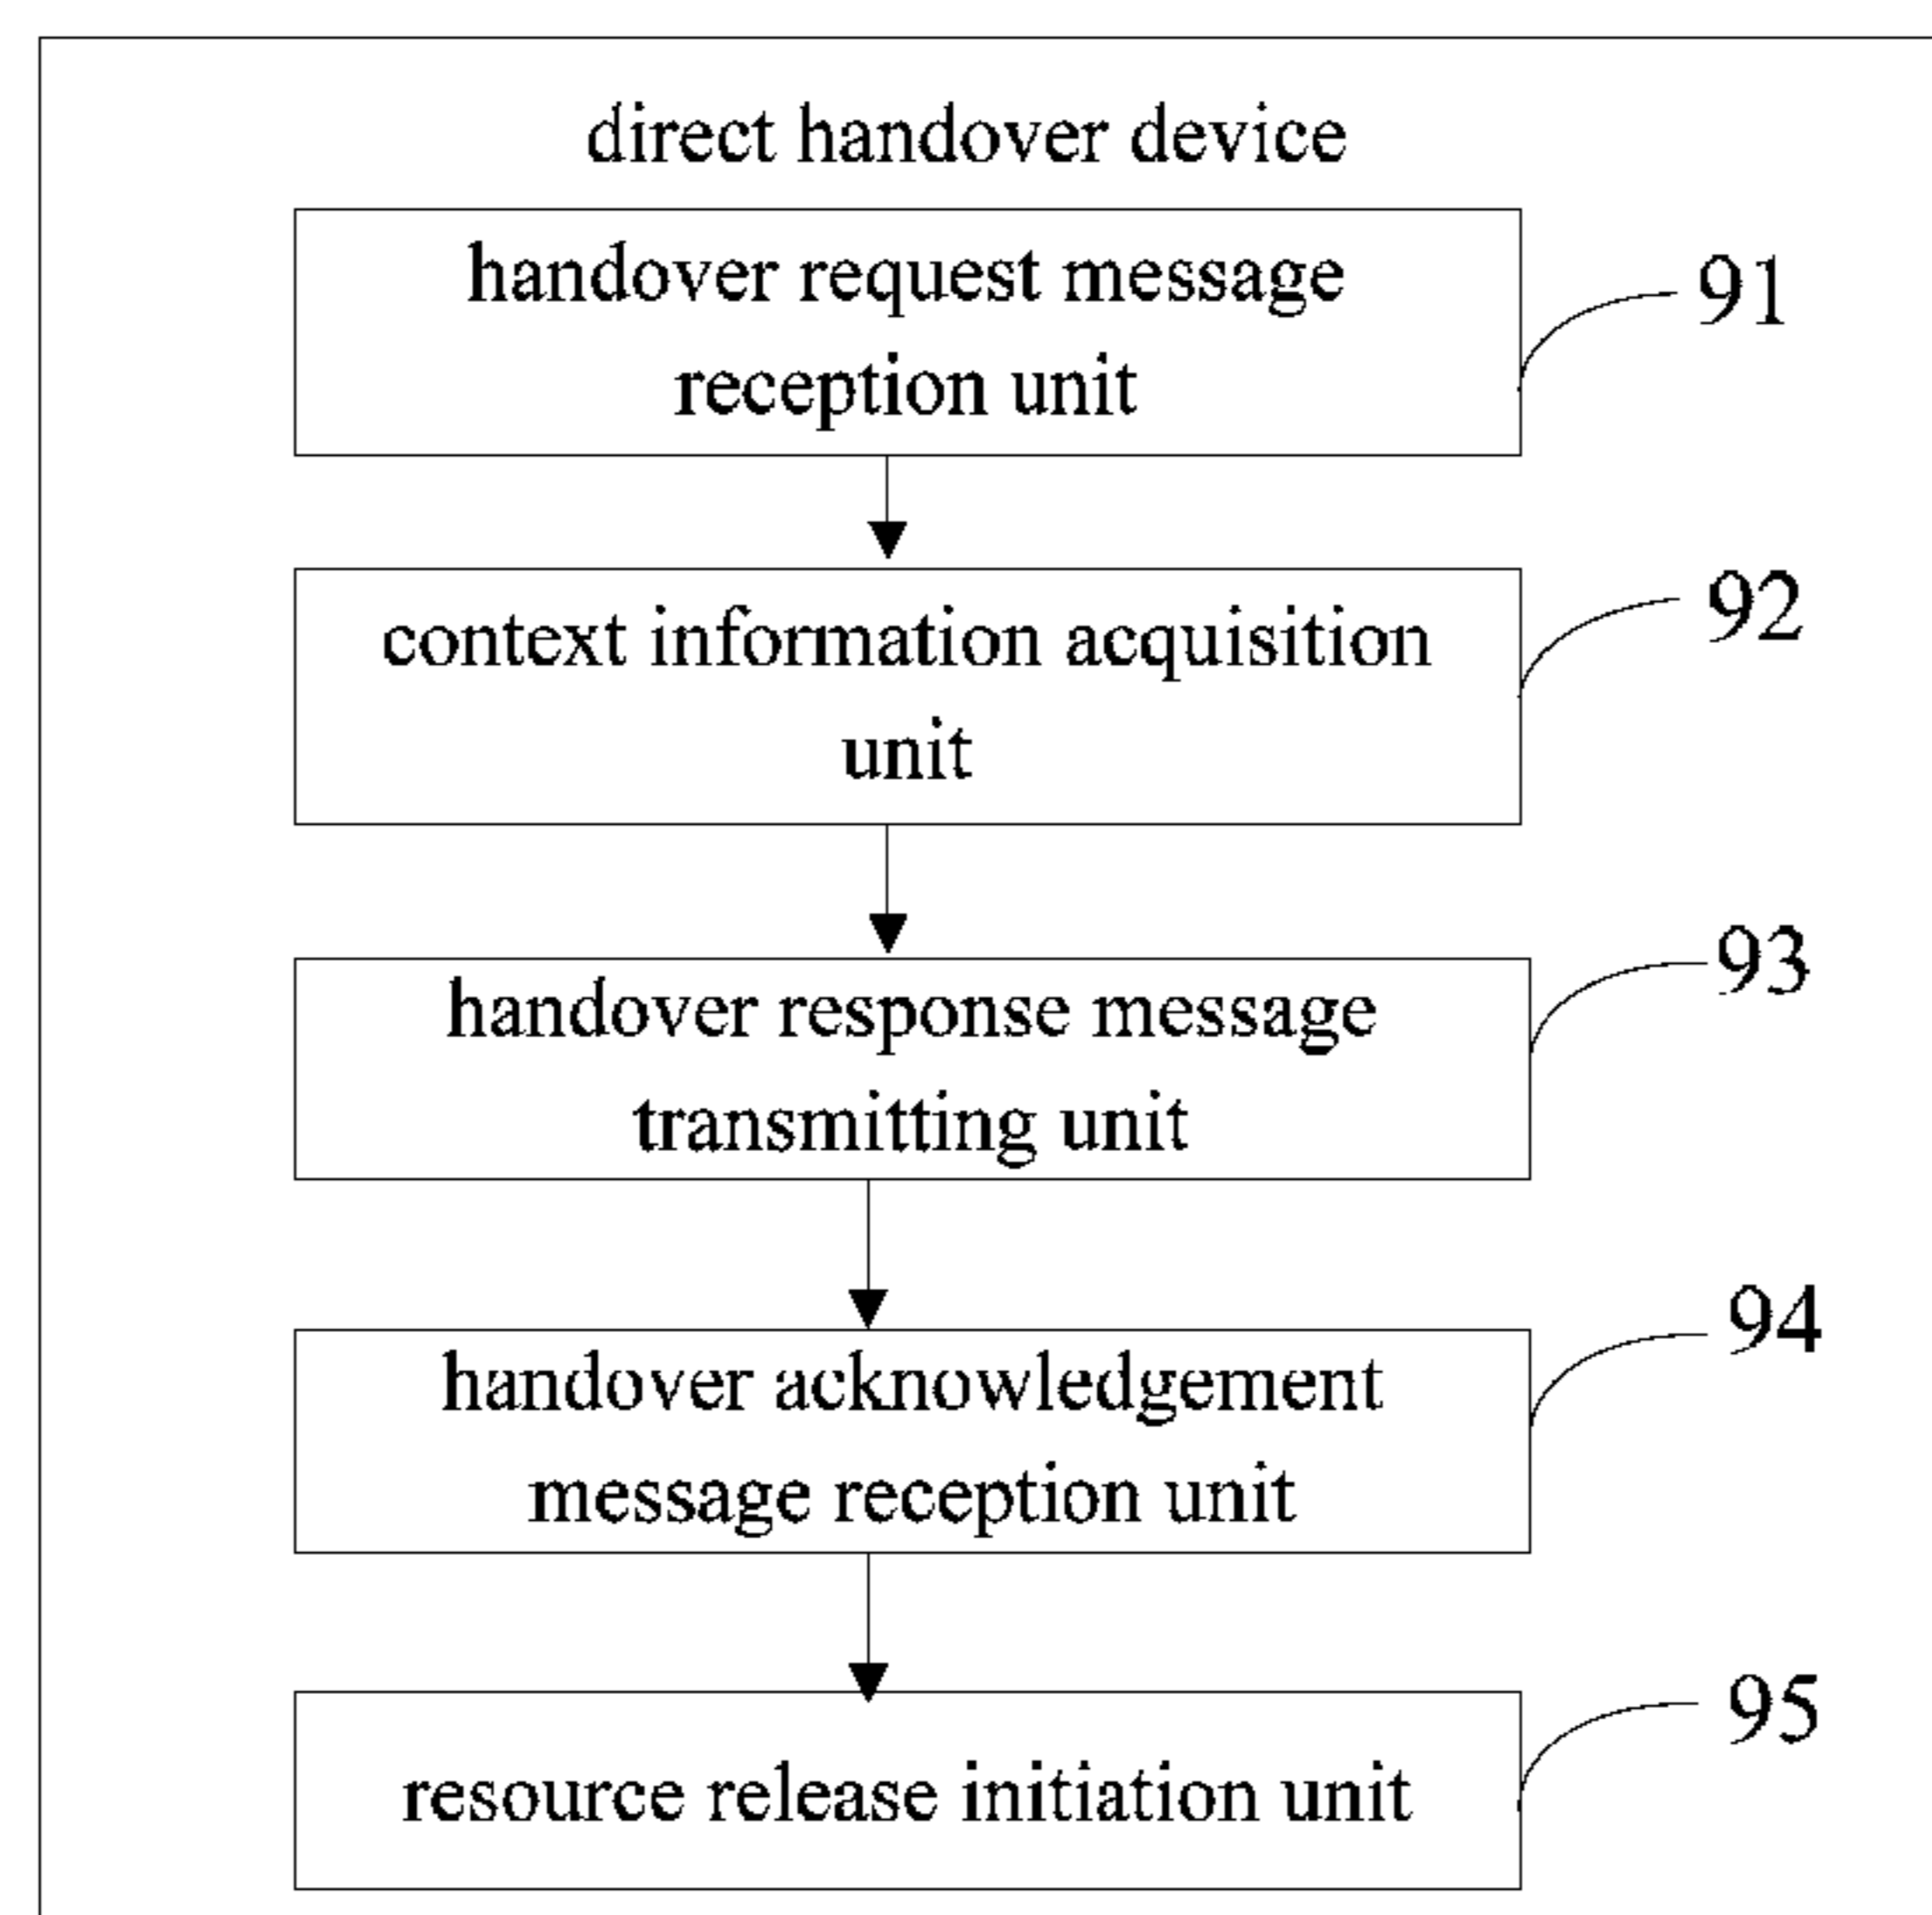 direct handover device
handover request message
reception unit
91
context information acquisition
unit
92
handover response message
transmitting unit
93
handover acknowledgement
message reception unit
94
resource release initiation unit
95